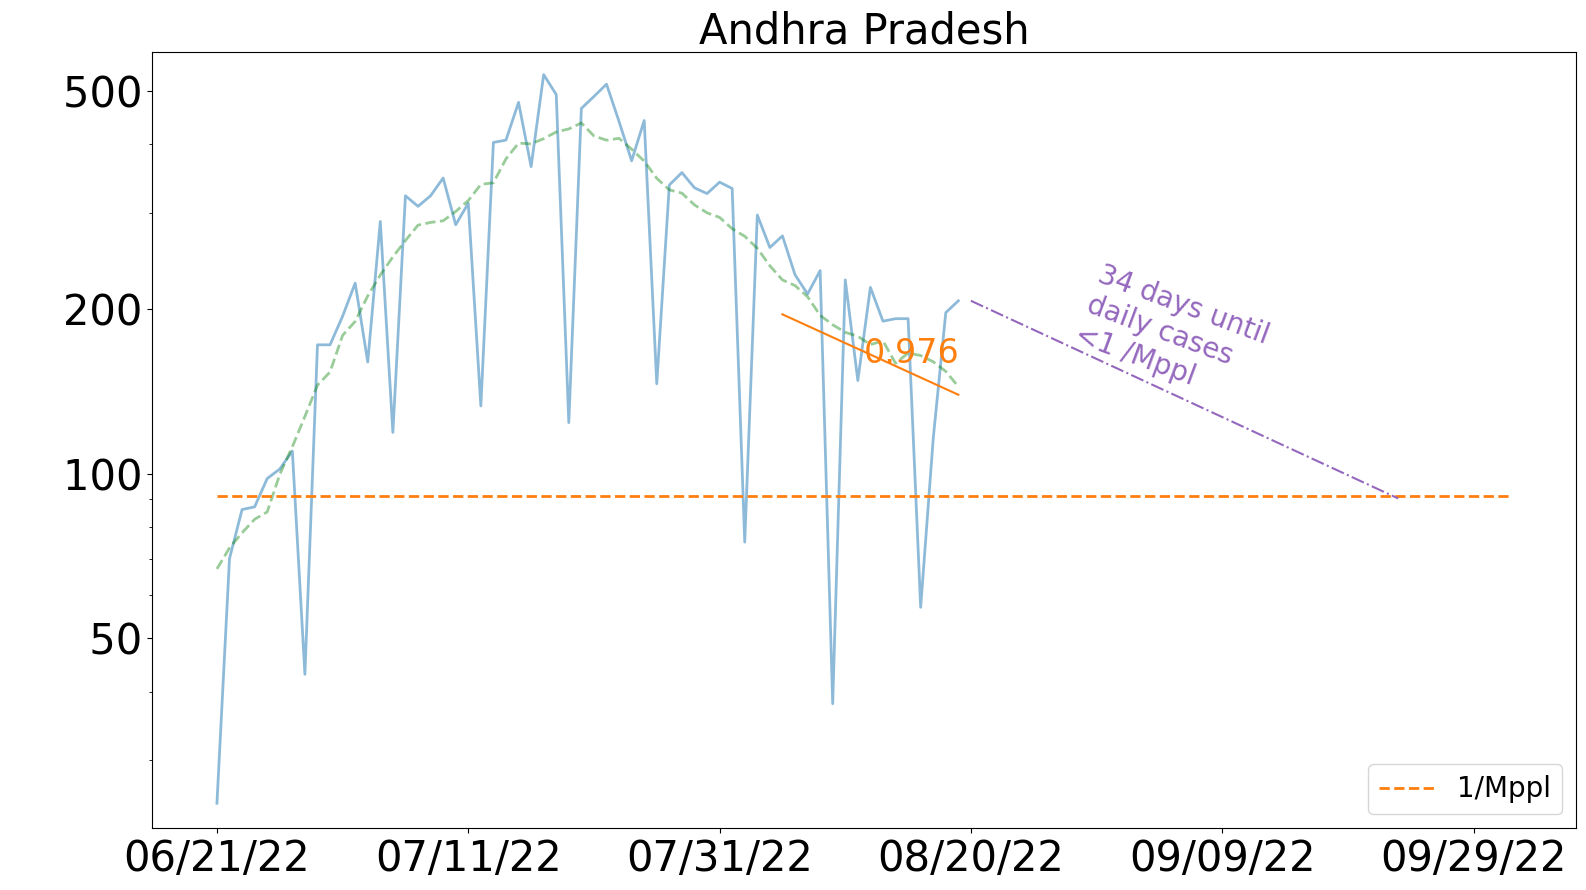 Andhra Pradesh
500
200
100
50
0.976
34 days until
daily cases
<1 /Mppl
1/Mppl
06/21/22 07/11/22 07/31/22 08/20/22 09/09/22 09/29/22